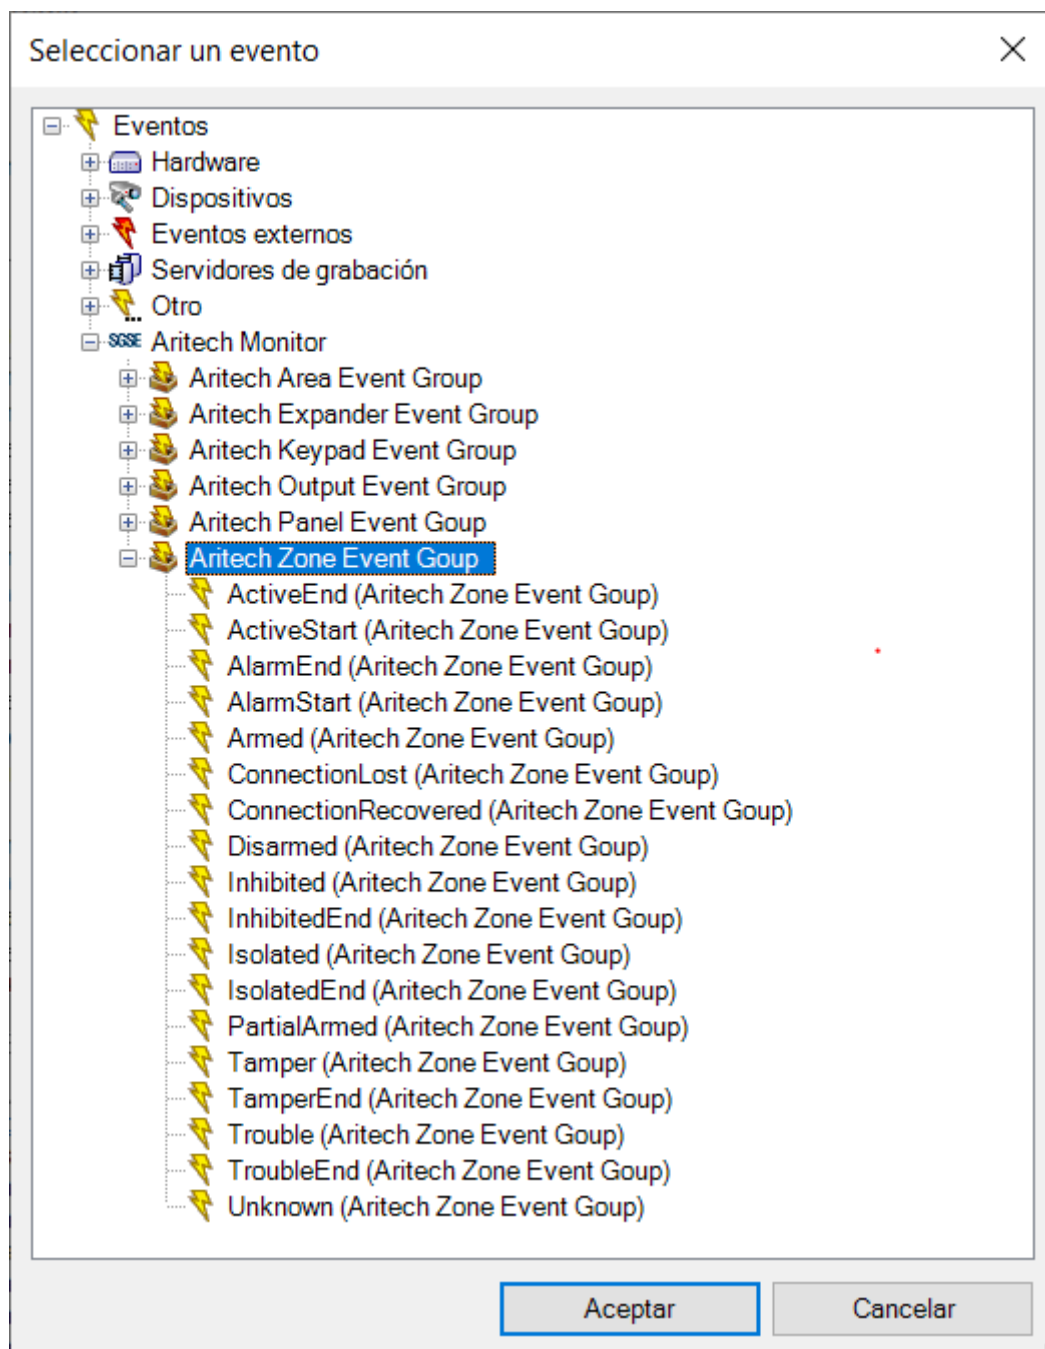 Seleccionar un evento
Eventos
Hardware
Dispositivos
Eventos externos
Servidores de grabación
Otro
SGSE Aritech Monitor
Aritech Area Event Group
Aritech Expander Event Group
Aritech Keypad Event Group
Aritech Output Event Group
Aritech Panel Event Goup
Aritech Zone Event Goup
ActiveEnd (Aritech Zone Event Goup)
ActiveStart (Aritech Zone Event Goup)
AlarmEnd (Aritech Zone Event Goup)
AlarmStart (Aritech Zone Event Goup)
Armed (Aritech Zone Event Goup)
ConnectionLost (Aritech Zone Event Goup)
ConnectionRecovered (Aritech Zone Event Goup)
Disarmed (Aritech Zone Event Goup)
Inhibited (Aritech Zone Event Goup)
InhibitedEnd (Aritech Zone Event Goup)
Isolated (Aritech Zone Event Goup)
IsolatedEnd (Aritech Zone Event Goup)
PartialArmed (Aritech Zone Event Goup)
Tamper (Aritech Zone Event Goup)
TamperEnd (Aritech Zone Event Goup)
Trouble (Aritech Zone Event Goup)
TroubleEnd (Aritech Zone Event Goup)
Unknown (Aritech Zone Event Goup)
Aceptar Cancelar